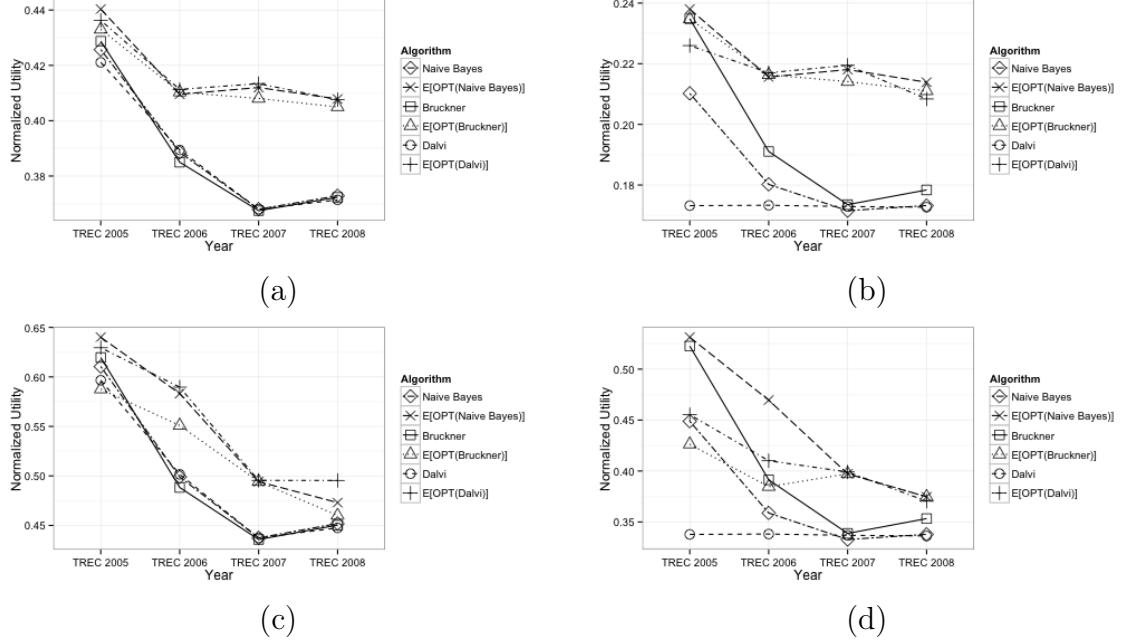 0.44
0.42
0.40
0.38
Normalized Utility
TREC 2005 TREC 2006 TREC 2007 TREC 2008
Year
Algorithm
Naive Bayes
E[OPT(Naive Bayes)]
Bruckner
E[OPT(Bruckner)]
Dalvi
E[OPT(Dalvi)]
(a)
0.24
0.22
0.20
0.18
Normalized Utility
TREC 2005 TREC 2006 TREC 2007 TREC 2008
Year
Algorithm
Naive Bayes
E[OPT(Naive Bayes)]
Bruckner
E[OPT(Bruckner)]
Dalvi
E[OPT(Dalvi)]
(b)
0.65
0.60
0.55
0.50
0.45
Normalized Utility
TREC 2005 TREC 2006 TREC 2007 TREC 2008
Year
Algorithm
Naive Bayes
E[OPT(Naive Bayes)]
Bruckner
E[OPT(Bruckner)]
Dalvi
E[OPT(Dalvi)]
(c)
0.50
0.45
0.40
0.35
Normalized Utility
TREC 2005 TREC 2006 TREC 2007 TREC 2008
Year
Algorithm
Naive Bayes
E[OPT(Naive Bayes)]
Bruckner
E[OPT(Bruckner)]
Dalvi
E[OPT(Dalvi)]
(d)